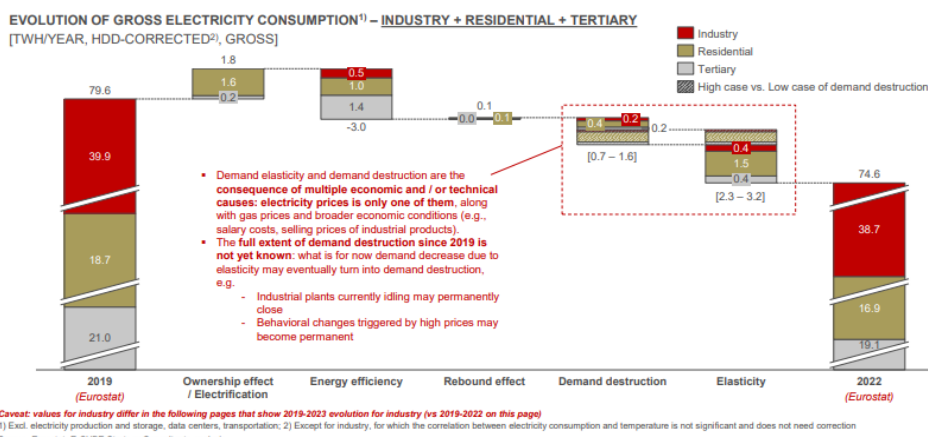 EVOLUTION OF GROSS ELECTRICITY CONSUMPTION1) – INDUSTRY + RESIDENTIAL + TERTIARY
[TWH/YEAR, HDD-CORRECTED2), GROSS]
Industry
Residential
Tertiary
High case vs. Low case of demand destruction
79.6
39.9
18.7
21.0
1.8
1.6
0.2
0.5
1.0
1.4
-3.0
0.1
0.0
0.1
0.4
0.2
0.2
[0.7 – 1.6]
0.4
1.5
0.4
[2.3 – 3.2]
74.6
38.7
16.9
19.1
▪ Demand elasticity and demand destruction are the
consequence of multiple economic and / or technical
causes: electricity prices is only one of them, along
with gas prices and broader economic conditions (e.g.,
salary costs, selling prices of industrial products).
▪ The full extent of demand destruction since 2019 is
not yet known: what is for now demand decrease due to
elasticity may eventually turn into demand destruction,
e.g.
- Industrial plants currently idling may permanently
close
- Behavioral changes triggered by high prices may
become permanent
2019
(Eurostat)
Ownership effect
/ Electrification
Energy efficiency
Rebound effect
Demand destruction
Elasticity
2022
(Eurostat)
Caveat: values for industry differ in the following pages that show 2019-2023 evolution for industry (vs 2019-2022 on this page)
1) Excl. electricity production and storage, data centers, transportation; 2) Except for industry, for which the correlation between electricity consumption and temperature is not significant and does not need correction